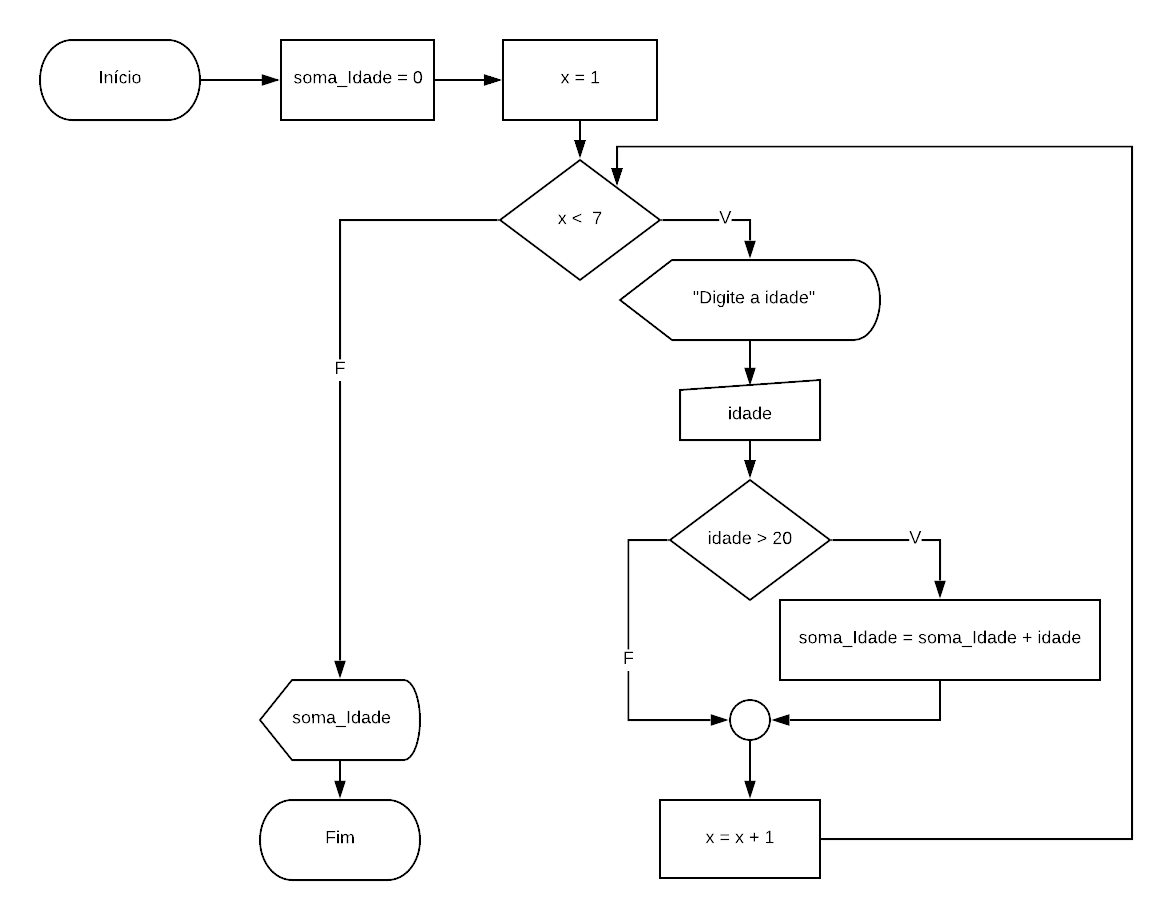 Início
soma_Idade = 0
x = 1
x <  7
V
"Digite a idade"
F
idade
idade > 20
V
soma_Idade = soma_Idade + idade
F
soma_Idade
Fim
x = x + 1